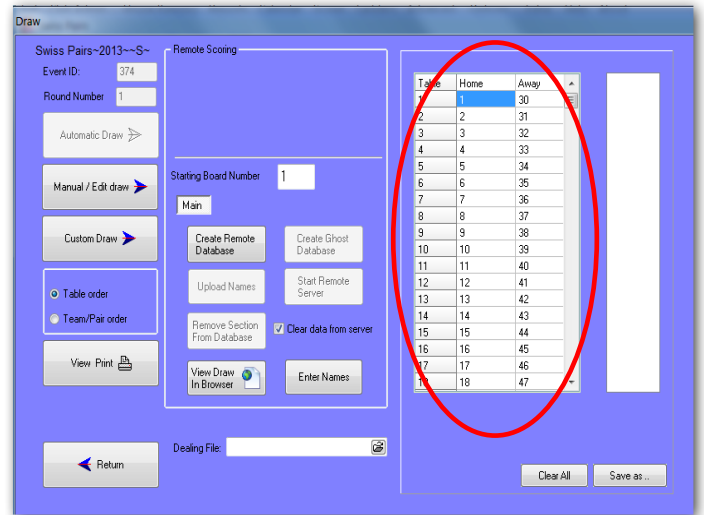 Draw
Swiss Pairs~2013~~S~
Event ID: 374
Round Number 1
Automatic Draw
Manual / Edit draw
Custom Draw
Table order
Team/Pair order
View Print
Return
Remote Scoring
Starting Board Number 1
Main
Create Remote Database
Create Ghost Database
Upload Names
Start Remote Server
Remove Section From Database
Clear data from server
View Draw In Browser
Enter Names
Dealing File:
Table Home Away
1 1 30
2 2 31
3 3 32
4 4 33
5 5 34
6 6 35
7 7 36
8 8 37
9 9 38
10 10 39
11 11 40
12 12 41
13 13 42
14 14 43
15 15 44
16 16 45
17 17 46
18 18 47
Clear All
Save as ..